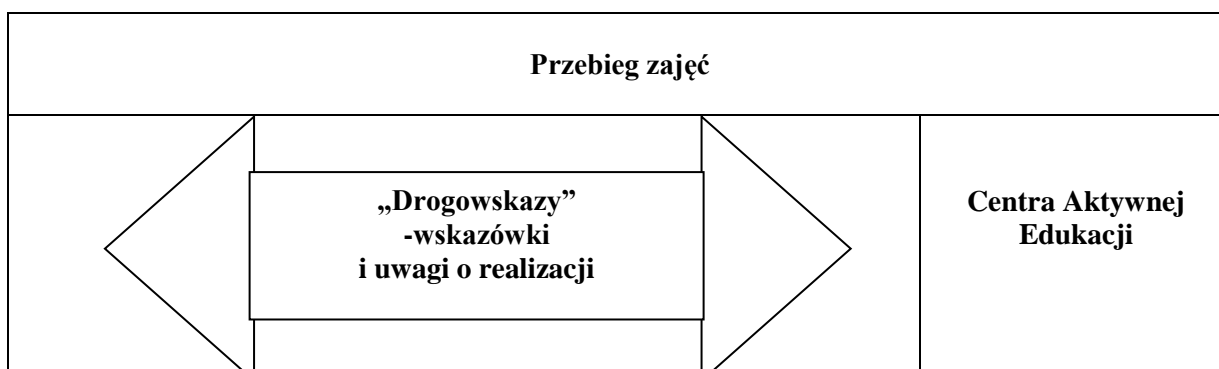 Przebieg zajęć
„Drogowskazy”
-wskazówki
i uwagi o realizacji
Centra Aktywnej
Edukacji